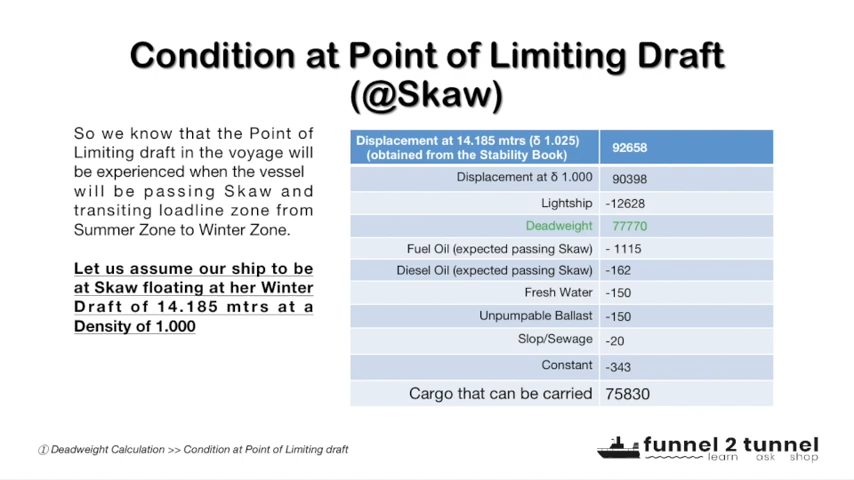 Condition at Point of Limiting Draft
(@Skaw)
So we know that the Point of
Limiting draft in the voyage will
be experienced when the vessel
will be passing Skaw and
transiting loadline zone from
Summer Zone to Winter Zone.
Let us assume our ship to be
at Skaw floating at her Winter
Draft of 14.185 mtrs at a
Density of 1.000
Displacement at 14.185 mtrs (δ 1.025)
(obtained from the Stability Book) 92658
Displacement at δ 1.000 90398
Lightship -12628
Deadweight 77770
Fuel Oil (expected passing Skaw) - 1115
Diesel Oil (expected passing Skaw) -162
Fresh Water -150
Unpumpable Ballast -150
Slop/Sewage -20
Constant -343
Cargo that can be carried 75830
① Deadweight Calculation >> Condition at Point of Limiting draft
funnel 2 tunnel
learn ask shop